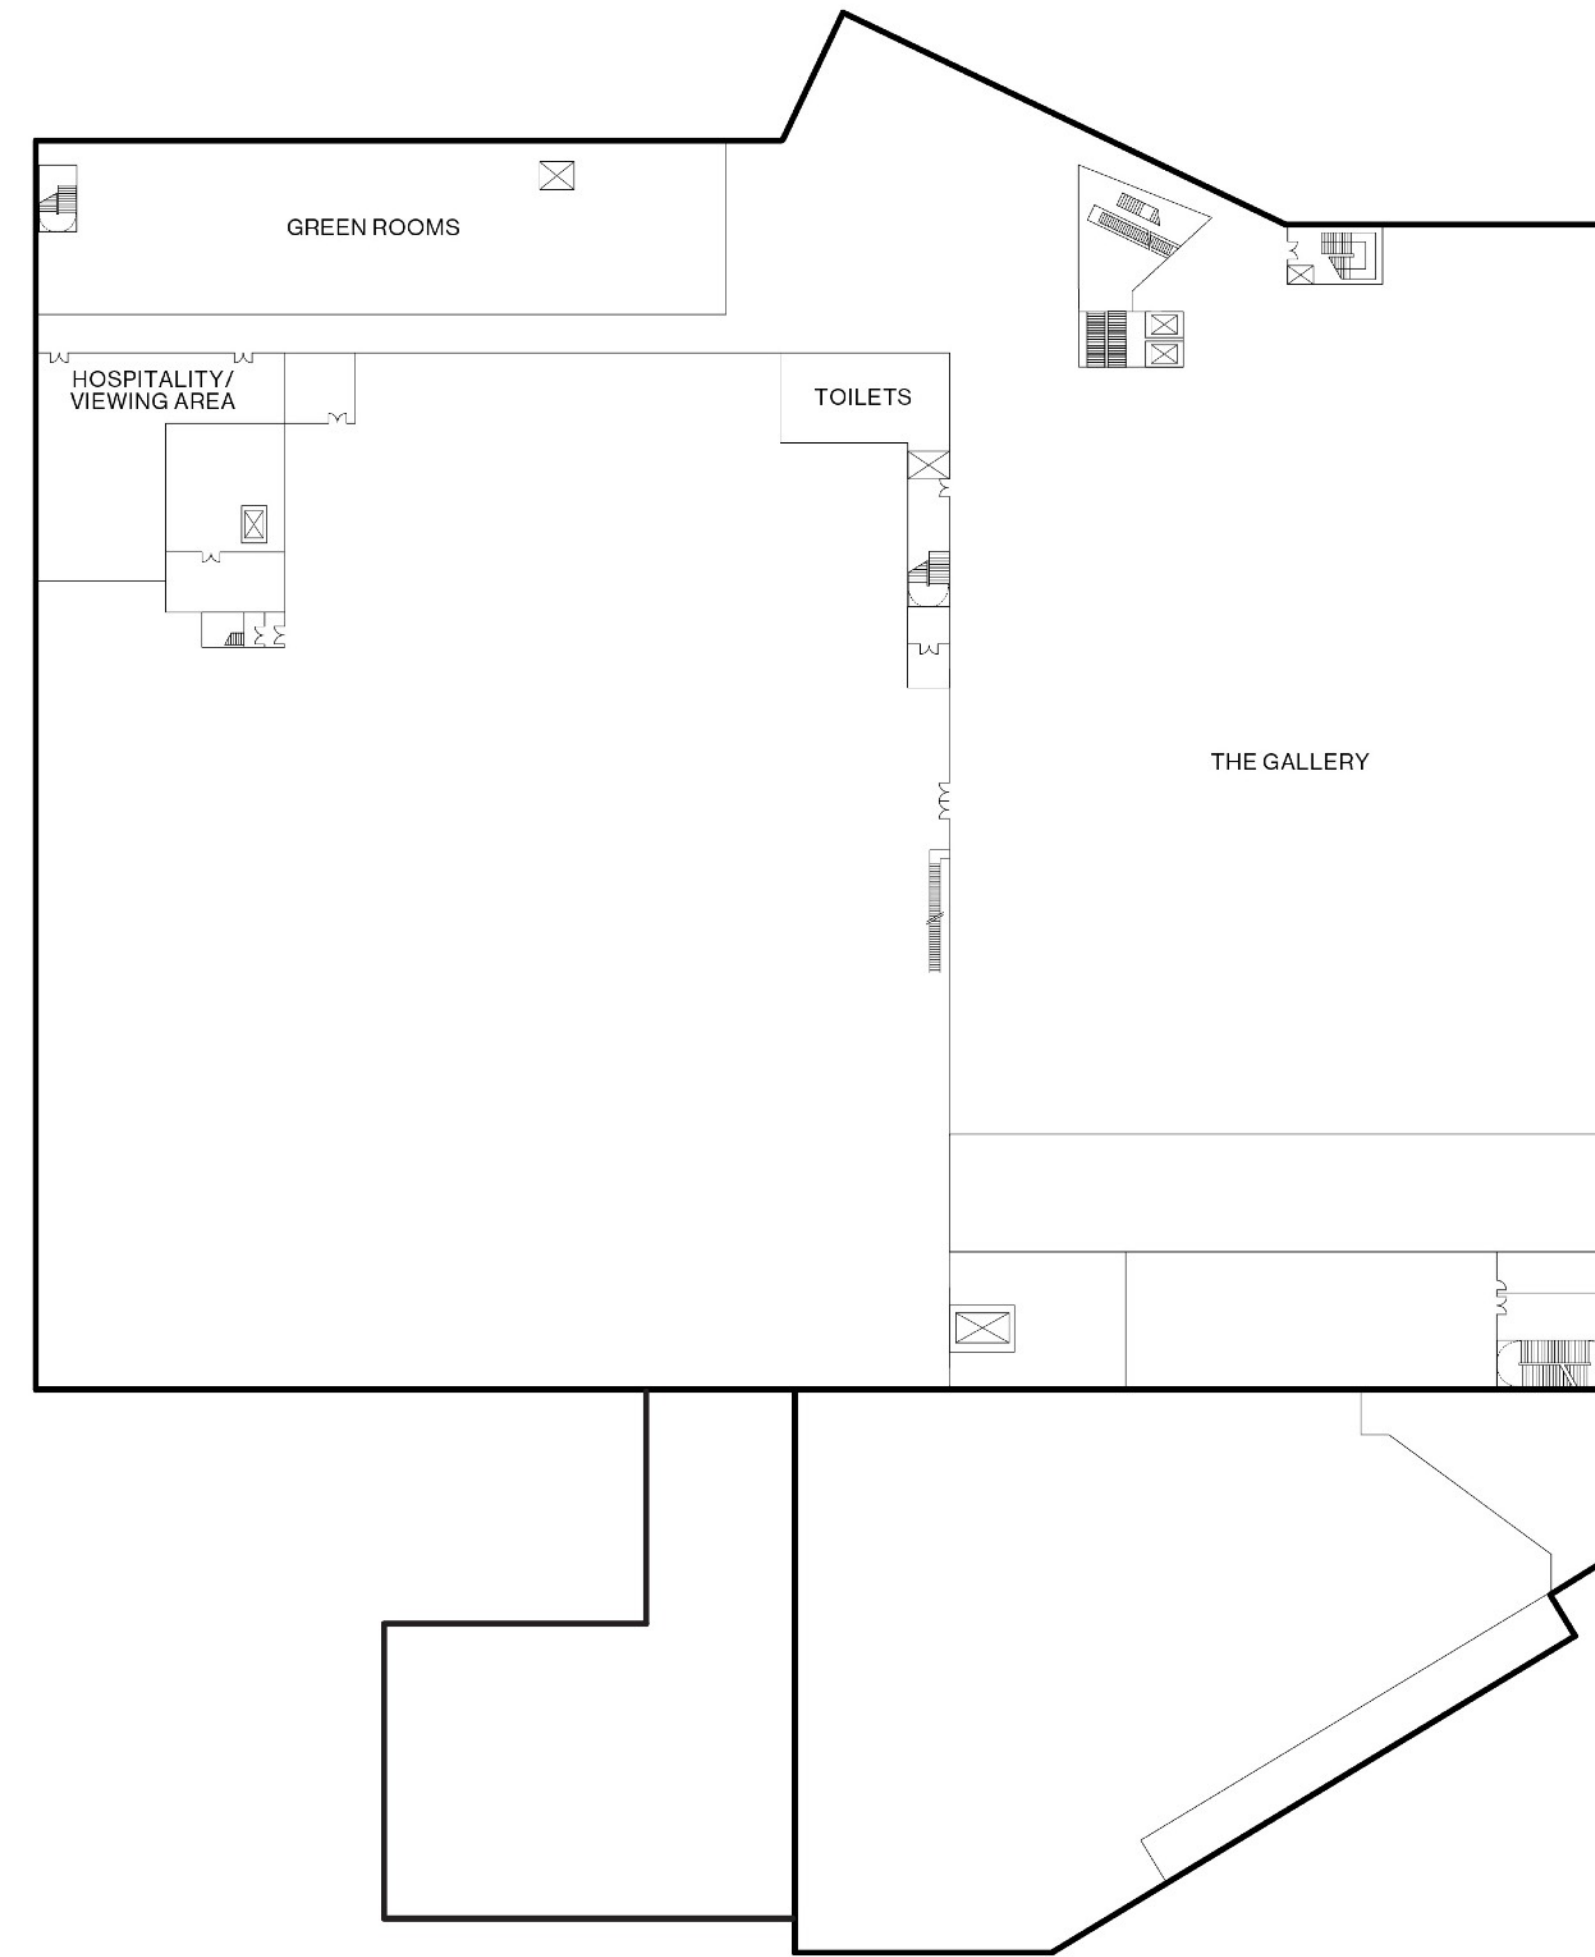 GREEN ROOMS
HOSPITALITY/
VIEWING AREA
TOILETS
THE GALLERY